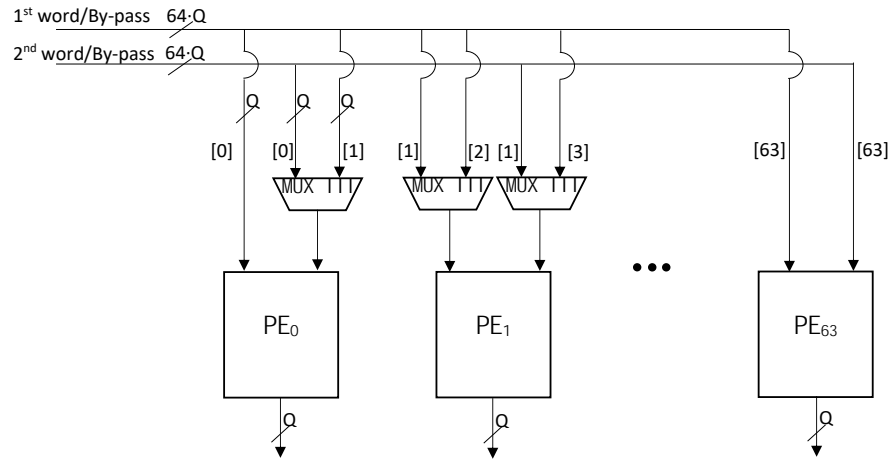 1st word/By-pass 64·Q
2nd word/By-pass 64·Q
Q Q Q
[0] [0] [1] [1] [2] [1] [3] [63] [63]
MUX MUX MUX
PE0 PE1 ••• PE63
Q Q Q